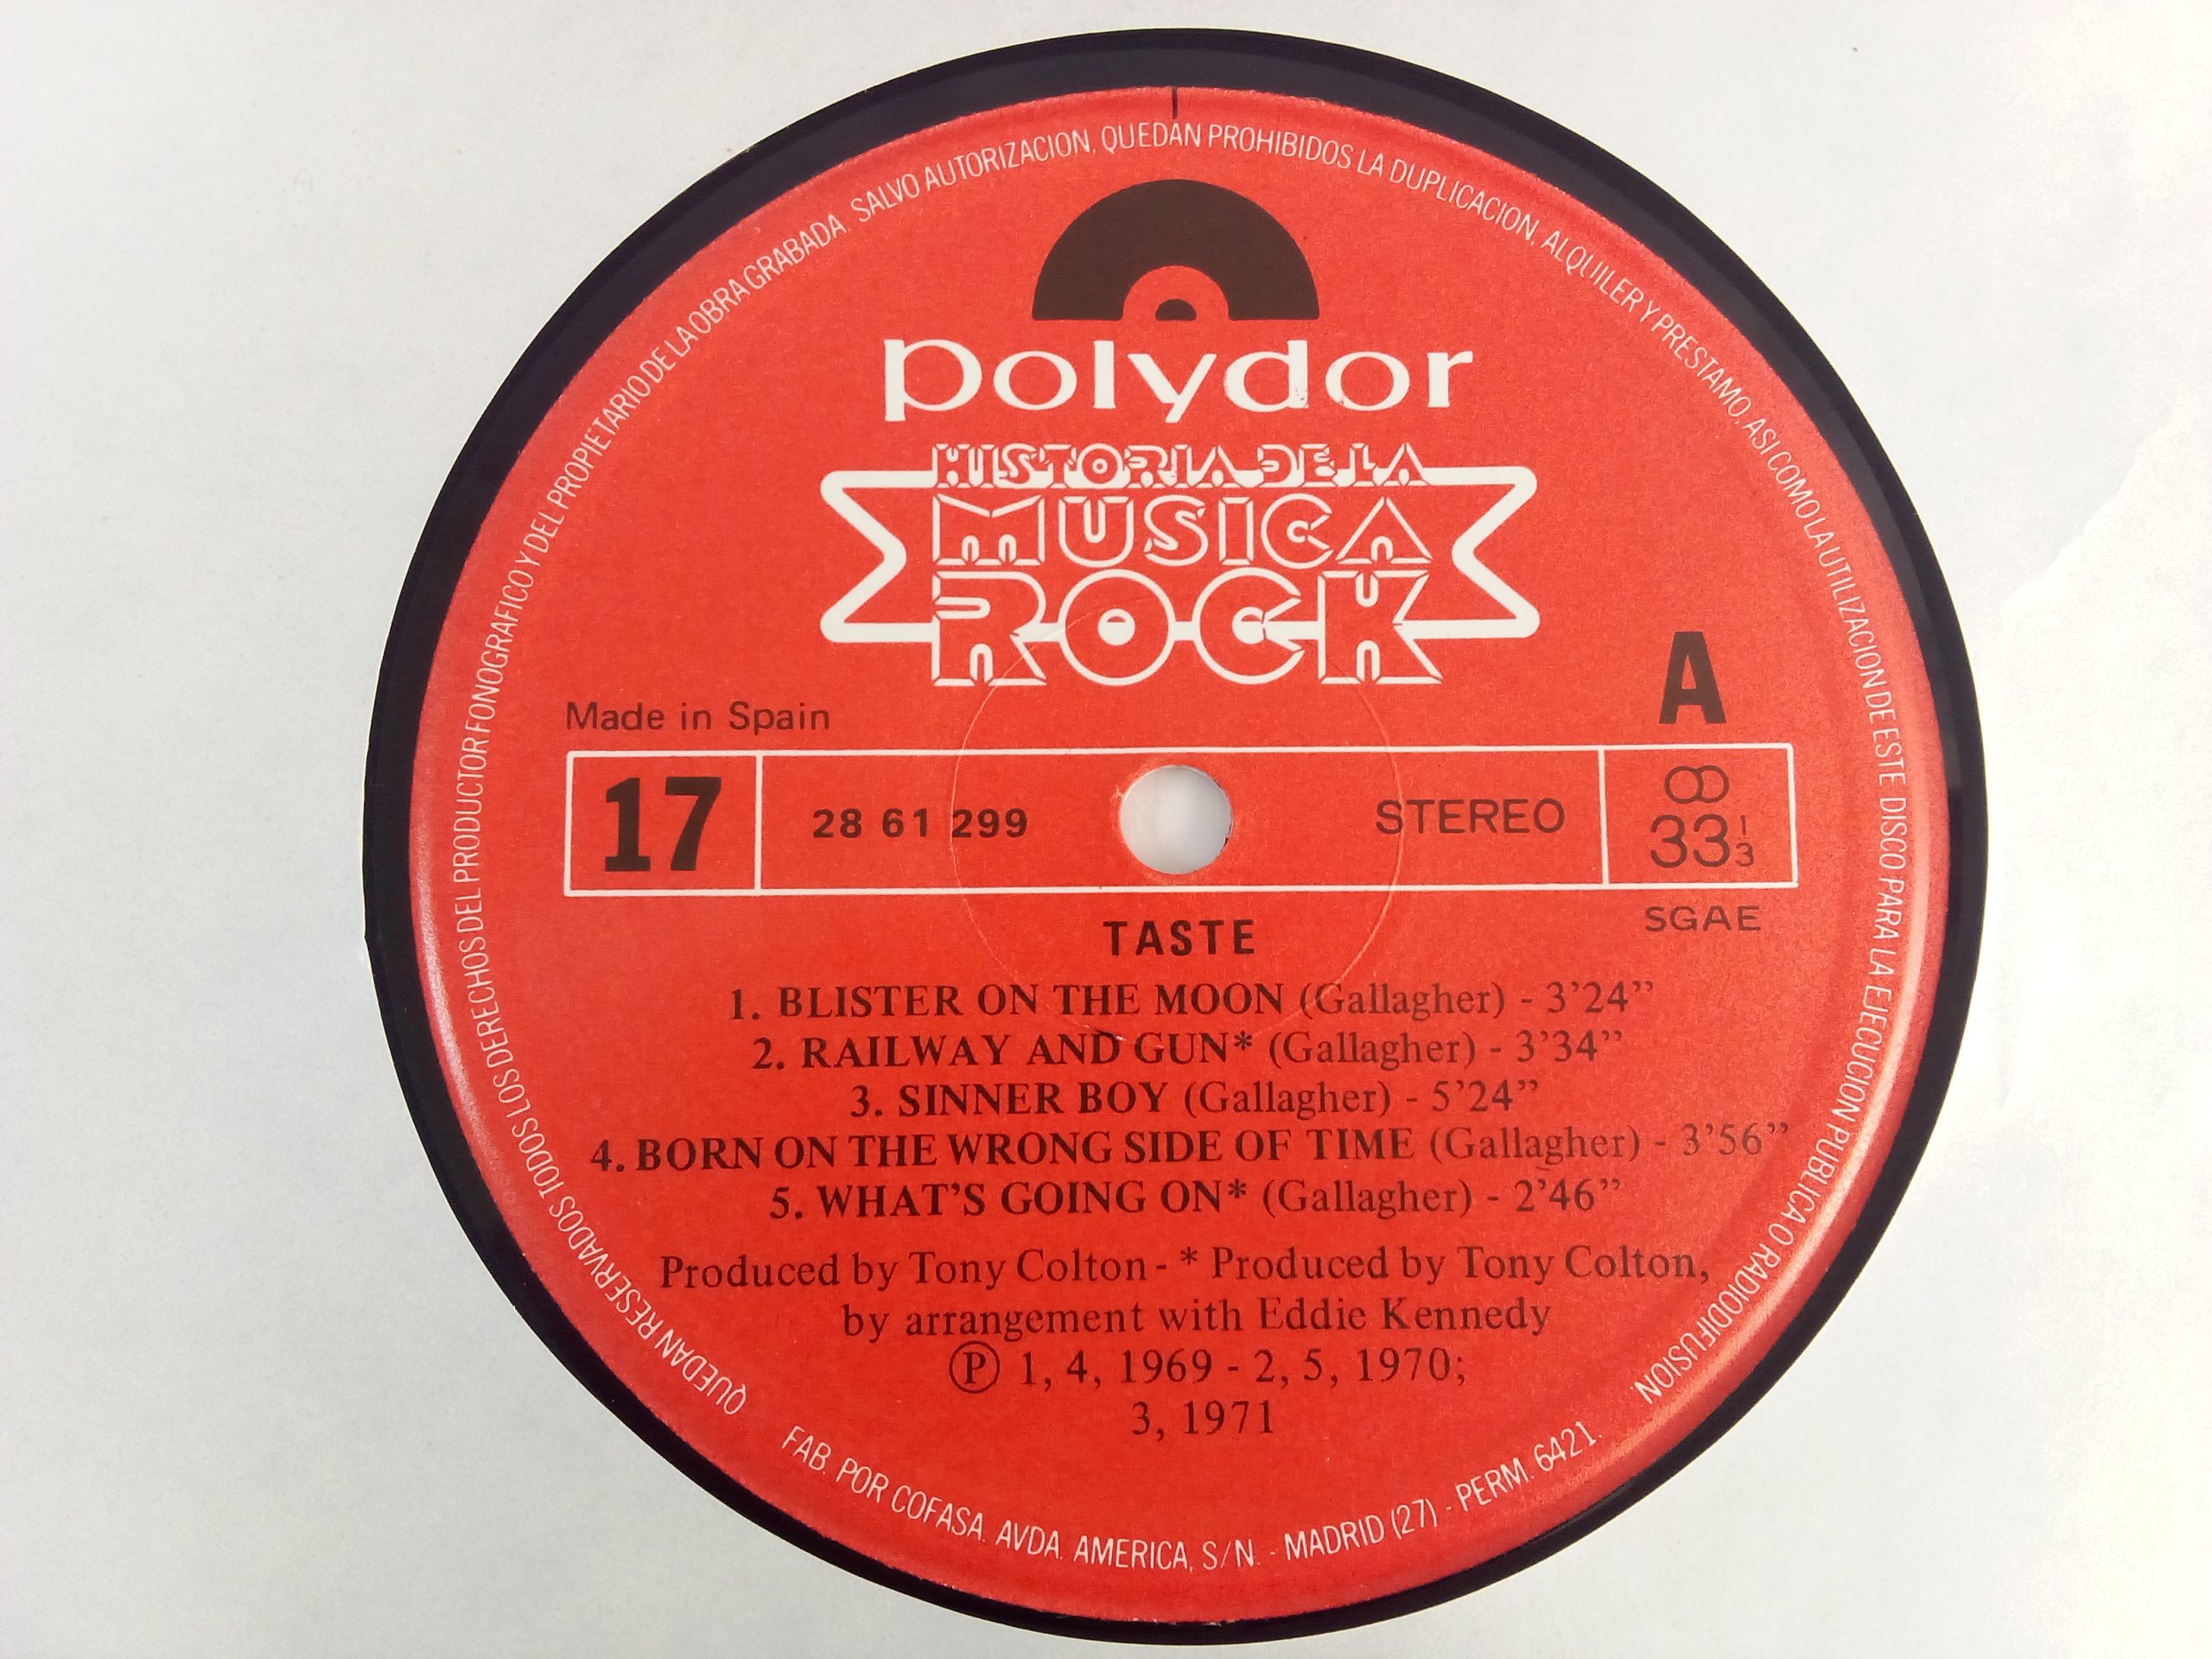 QUEDAN RESERVADOS TODOS LOS DERECHOS DEL PRODUCTOR FONOGRAFICO Y DEL PROPIETARIO DE LA OBRA GRABADA. SALVO AUTORIZACION, QUEDAN PROHIBIDOS LA DUPLICACION, ALQUILER Y PRESTAMO, ASI COMO LA UTILIZACION DE ESTE DISCO PARA LA EJECUCION PUBLICA O RADIODIFUSION
polydor
HISTORIA DE LA
MUSICA
ROCK
A
Made in Spain
17
28 61 299
STEREO
33 1/3
SGAE
TASTE
1. BLISTER ON THE MOON (Gallagher) - 3’24”
2. RAILWAY AND GUN* (Gallagher) - 3’34”
3. SINNER BOY (Gallagher) - 5’24”
4. BORN ON THE WRONG SIDE OF TIME (Gallagher) - 3’56”
5. WHAT’S GOING ON* (Gallagher) - 2’46”
Produced by Tony Colton - * Produced by Tony Colton,
by arrangement with Eddie Kennedy
Ⓟ 1, 4, 1969 - 2, 5, 1970;
3, 1971
FAB. POR COFASA. AVDA. AMERICA, S/N. - MADRID (27) - PERM. 6421.